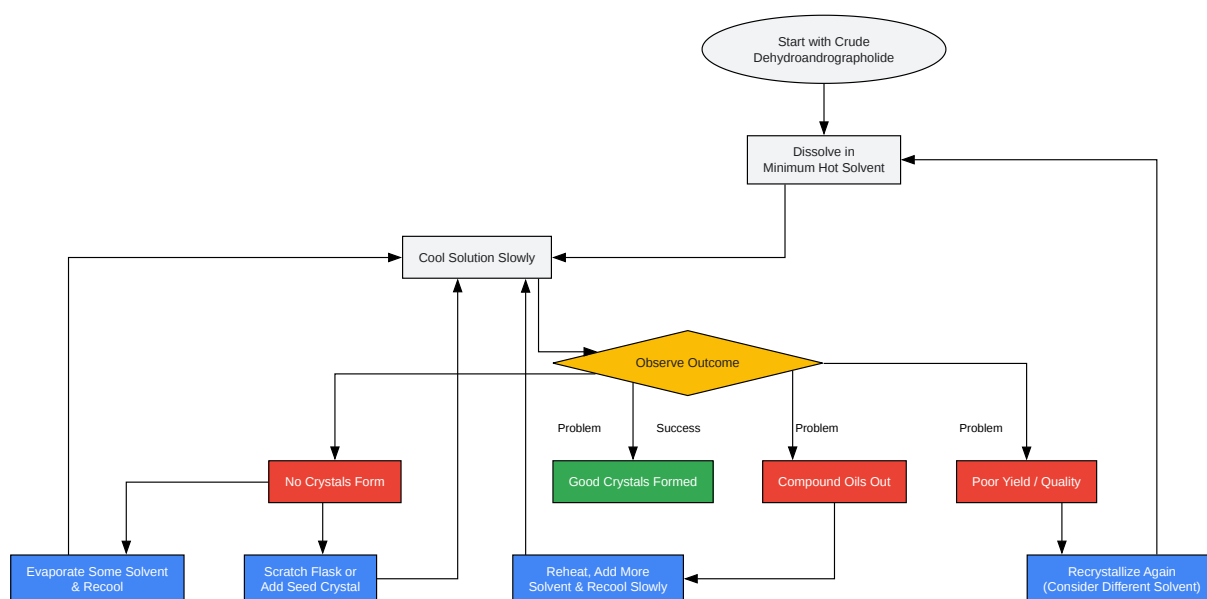 Start with Crude
Dehydroandrographolide
Dissolve in
Minimum Hot Solvent
Cool Solution Slowly
Observe Outcome
Problem
Success
Problem
Problem
No Crystals Form
Good Crystals Formed
Compound Oils Out
Poor Yield / Quality
Evaporate Some Solvent
& Recool
Scratch Flask or
Add Seed Crystal
Reheat, Add More
Solvent & Recool Slowly
Recrystallize Again
(Consider Different Solvent)